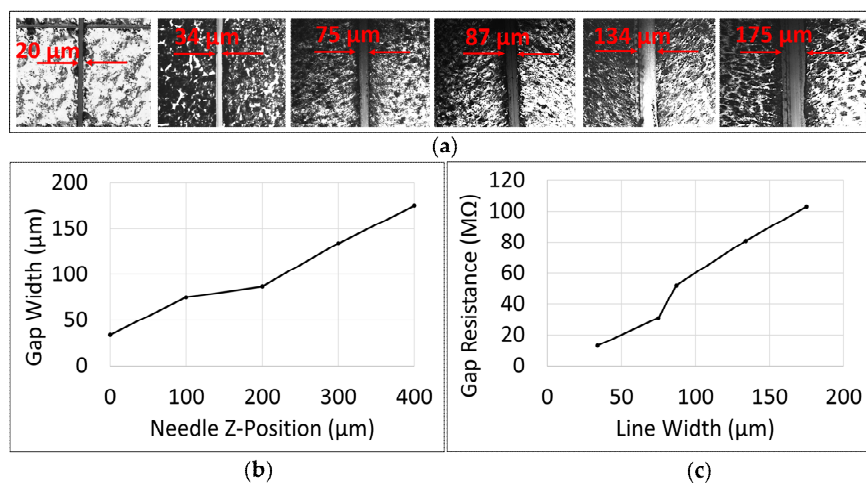 20 μm 34 μm 75 μm 87 μm 134 μm 175 μm
(a)
200
150
100
50
0
Gap Width (μm)
0 100 200 300 400
Needle Z-Position (μm)
(b)
120
100
80
60
40
20
0
Gap Resistance (MΩ)
0 50 100 150 200
Line Width (μm)
(c)